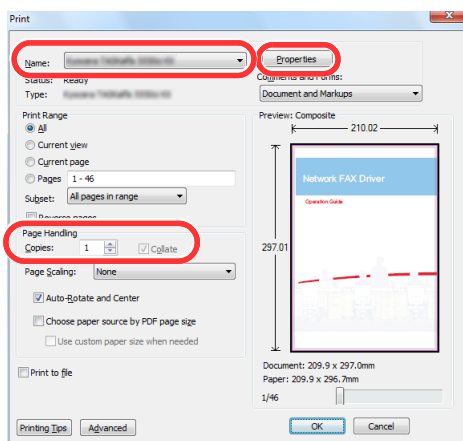 Print
Name:
Properties
Status: Ready
Comments and Forms:
Type:
Document and Markups
Print Range
All
Current view
Current page
Pages 1 - 46
Subset: All pages in range
Reverse pages
Preview: Composite
210.02
297.01
Network FAX Driver
Operation Guide
Page Handling
Copies: 1 Collate
Page Scaling: None
Auto-Rotate and Center
Choose paper source by PDF page size
Use custom paper size when needed
Print to file
Document: 209.9 x 297.0mm
Paper: 209.9 x 296.7mm
1/46
Printing Tips
Advanced
OK
Cancel